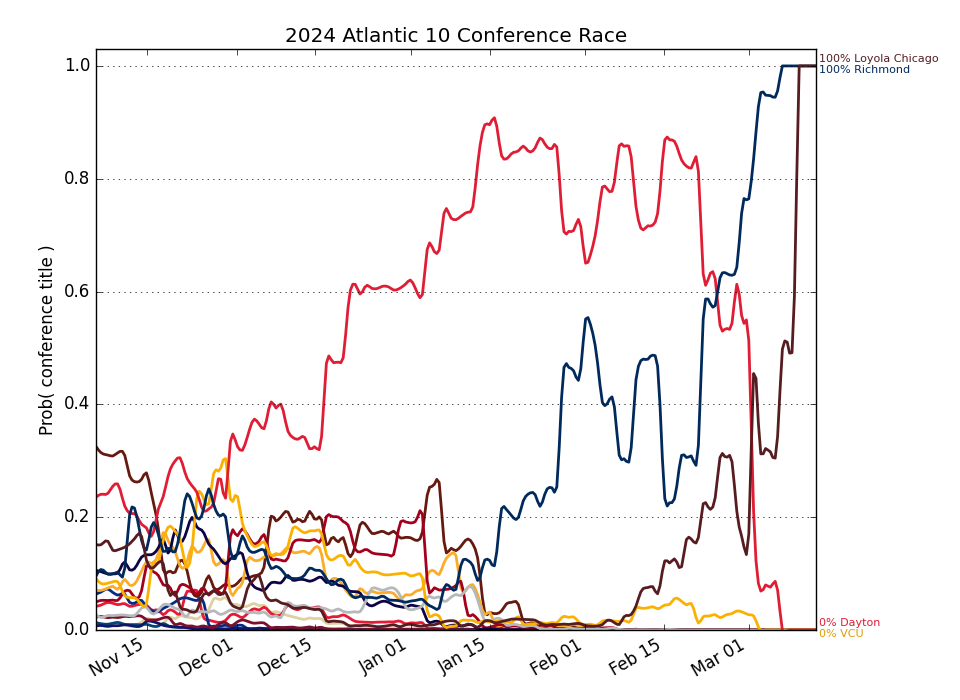 2024 Atlantic 10 Conference Race
Prob( conference title )
1.0
0.8
0.6
0.4
0.2
0.0
Nov 15
Dec 01
Dec 15
Jan 01
Jan 15
Feb 01
Feb 15
Mar 01
100% Loyola Chicago
100% Richmond
0% Dayton
0% VCU